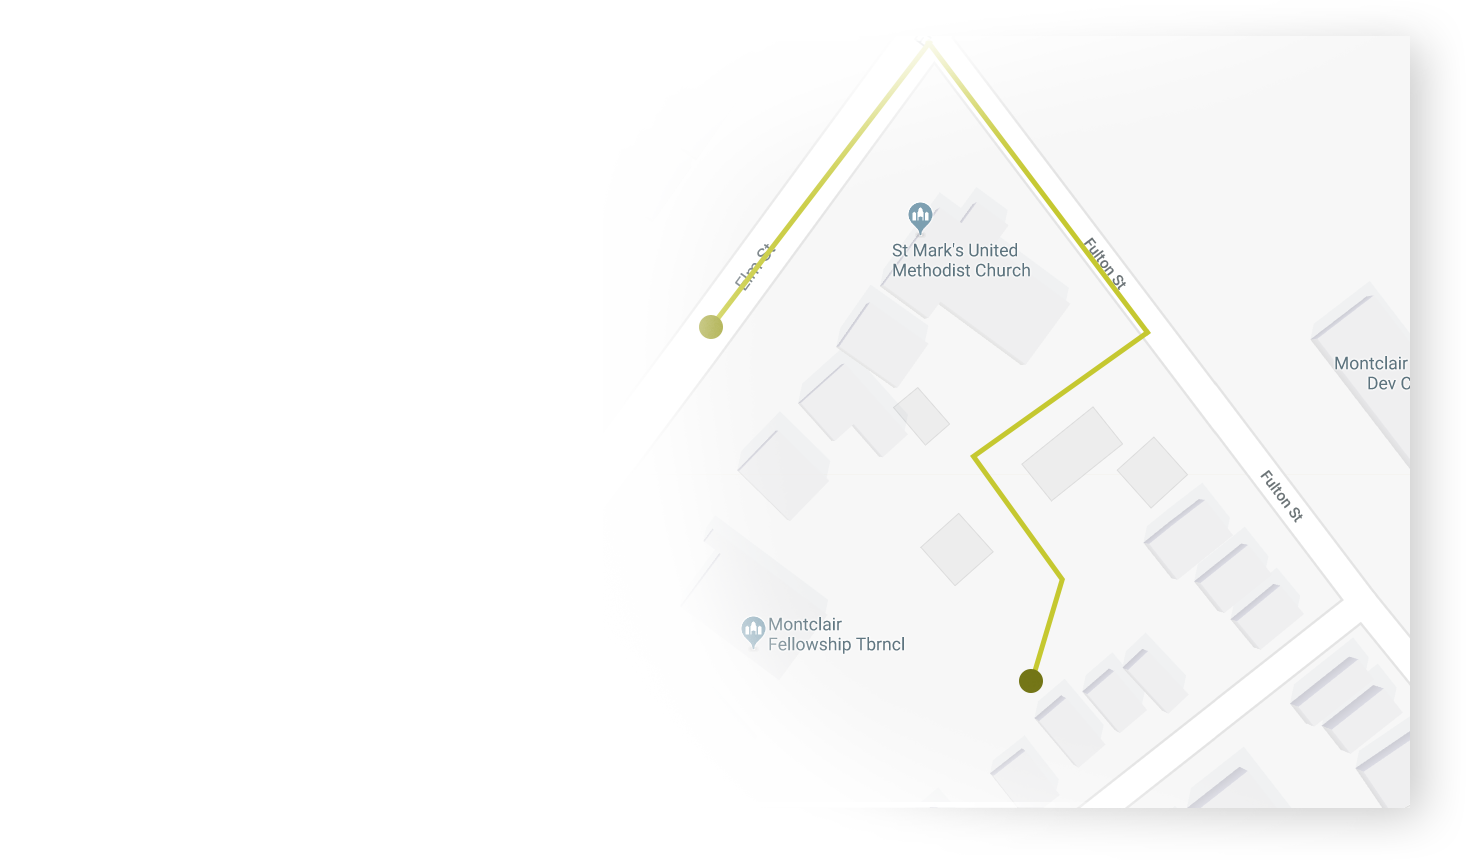 Elm St
St Mark's United
Methodist Church
Fulton St
Montclair
Dev C
Fulton St
Montclair
Fellowship Tbrncl